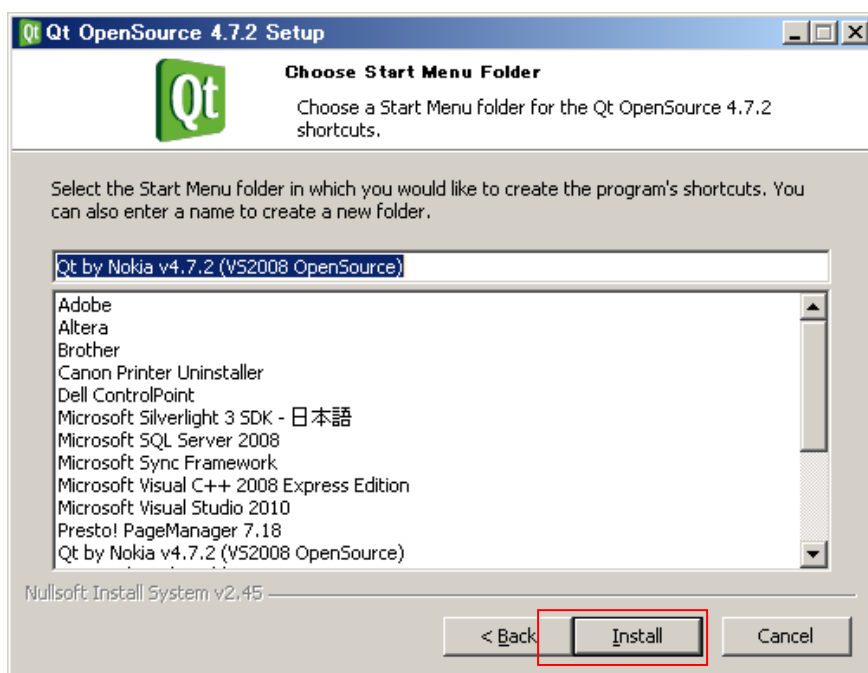 Qt Qt OpenSource 4.7.2 Setup
Qt
Choose Start Menu Folder
Choose a Start Menu folder for the Qt OpenSource 4.7.2
shortcuts.
Select the Start Menu folder in which you would like to create the program's shortcuts. You
can also enter a name to create a new folder.
Qt by Nokia v4.7.2 (VS2008 OpenSource)
Adobe
Altera
Brother
Canon Printer Uninstaller
Dell ControlPoint
Microsoft Silverlight 3 SDK - 日本語
Microsoft SQL Server 2008
Microsoft Sync Framework
Microsoft Visual C++ 2008 Express Edition
Microsoft Visual Studio 2010
Presto! PageManager 7.18
Qt by Nokia v4.7.2 (VS2008 OpenSource)
Nullsoft Install System v2.45
< Back Install Cancel